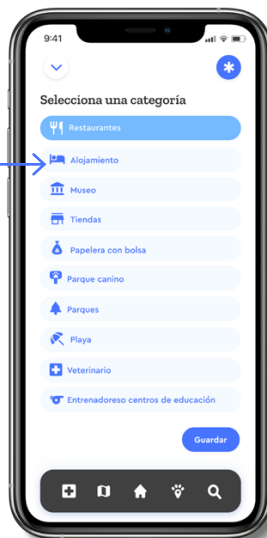 9:41
Selecciona una categoría
Restaurantes
Alojamiento
Museo
Tiendas
Papelera con bolsa
Parque canino
Parques
Playa
Veterinario
Entrenadoreso centros de educación
Guardar